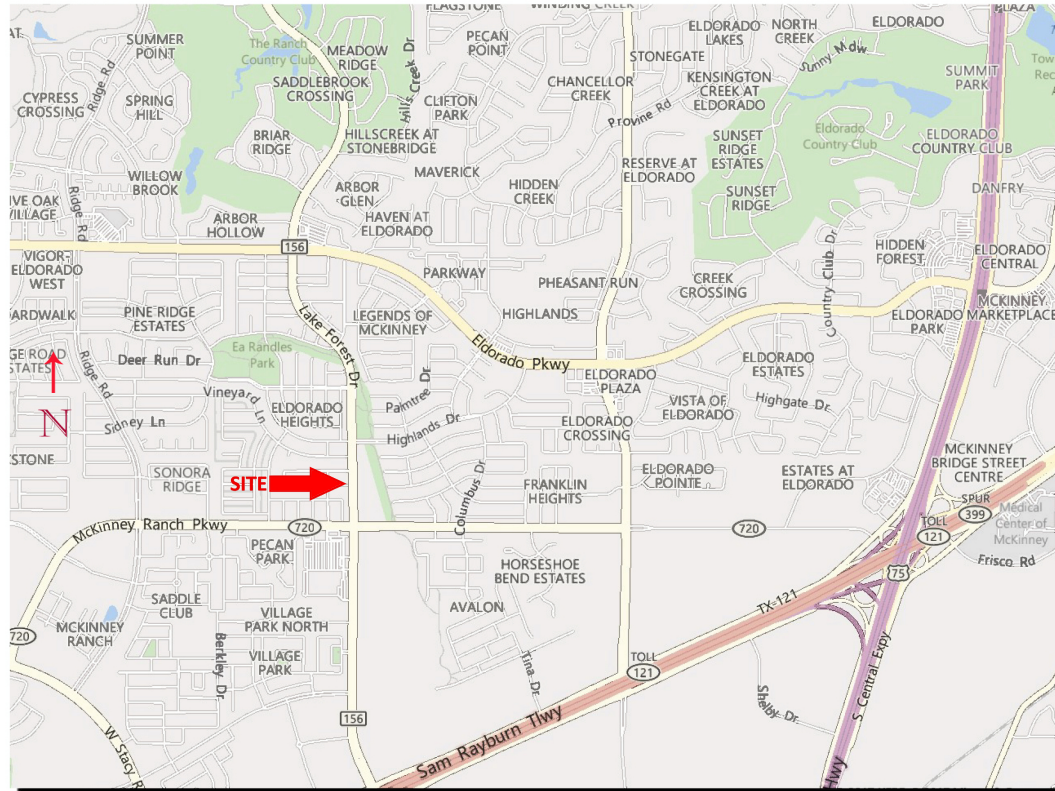 FLAGSTONE
WINDING CREEK
PLAZA
SUMMER
POINT
The Ranch
Country Club
MEADOW
RIDGE
Hills Creek Dr
PECAN
POINT
ELDORADO
LAKES
NORTH
CREEK
ELDORADO
STONEGATE
Sunny Mdw
Ridge Rd
SADDLEBROOK
CROSSING
CHANCELLOR
CREEK
KENSINGTON
CREEK AT
ELDORADO
SUMMIT
PARK
CYPRESS
CROSSING
SPRING
HILL
CLIFTON
PARK
Provine Rd
BRIAR
RIDGE
HILLSCREEK AT
STONEBRIDGE
SUNSET
RIDGE
ESTATES
Eldorado
Country Club
ELDORADO
COUNTRY CLUB
MAVERICK
RESERVE AT
ELDORADO
WILLOW
BROOK
ARBOR
GLEN
HIDDEN
CREEK
SUNSET
RIDGE
DANFRY
Ridge Rd
VE OAK
VILLAGE
ARBOR
HOLLOW
HAVEN AT
ELDORADO
156
Country Club Dr
HIDDEN
FOREST
ELDORADO
CENTRAL
VIGOR-
ELDORADO
WEST
PARKWAY
PHEASANT RUN
CREEK
CROSSING
ARDWALK
PINE RIDGE
ESTATES
Lake Forest Dr
LEGENDS OF
MCKINNEY
HIGHLANDS
ELDORADO
PARK
MCKINNEY
MARKETPLACE
Ea Randles
Park
Eldorado Pkwy
GE ROAD
STATES
Deer Run Dr
ELDORADO
PLAZA
ELDORADO
ESTATES
Ridge Rd
N
Vineyard Ln
Palmtree Dr
VISTA OF
ELDORADO
Highgate Dr
Sidney Ln
ELDORADO
HEIGHTS
Highlands Dr
ELDORADO
CROSSING
STONE
SONORA
RIDGE
SITE
Columbus Dr
FRANKLIN
HEIGHTS
ELDORADO
POINTE
ESTATES AT
ELDORADO
MCKINNEY
BRIDGE STREET
CENTRE
McKinney Ranch Pkwy
720
720
SPUR
399
TOLL
121
Medical
Center of
McKinney
Frisco Rd
PECAN
PARK
HORSESHOE
BEND ESTATES
75
SADDLE
CLUB
AVALON
TX-121
VILLAGE
PARK NORTH
MCKINNEY
RANCH
720
Berkley Dr
VILLAGE
PARK
Tina Dr
TOLL
121
S Central Expy
Shelby Dr
156
W Stacy R
Sam Rayburn Tlwy
Hwy